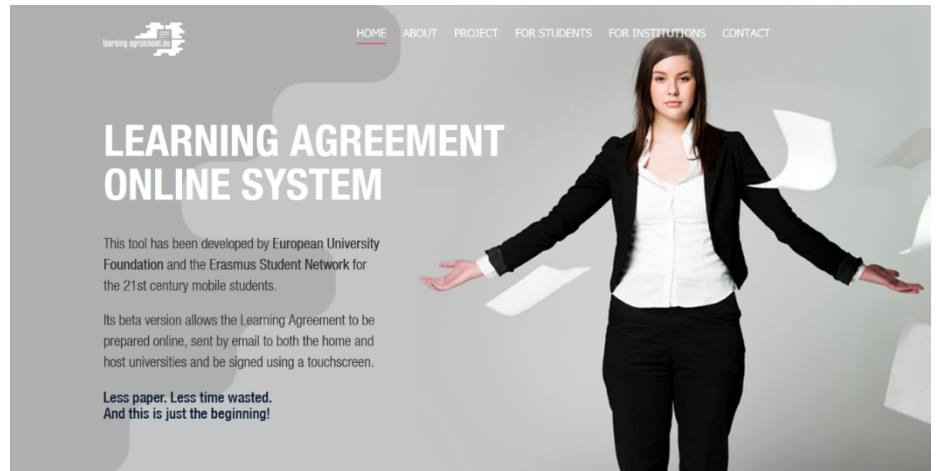 learning-agreement.eu
HOME ABOUT PROJECT FOR STUDENTS FOR INSTITUTIONS CONTACT
LEARNING AGREEMENT
ONLINE SYSTEM
This tool has been developed by European University
Foundation and the Erasmus Student Network for
the 21st century mobile students.
Its beta version allows the Learning Agreement to be
prepared online, sent by email to both the home and
host universities and be signed using a touchscreen.
Less paper. Less time wasted.
And this is just the beginning!